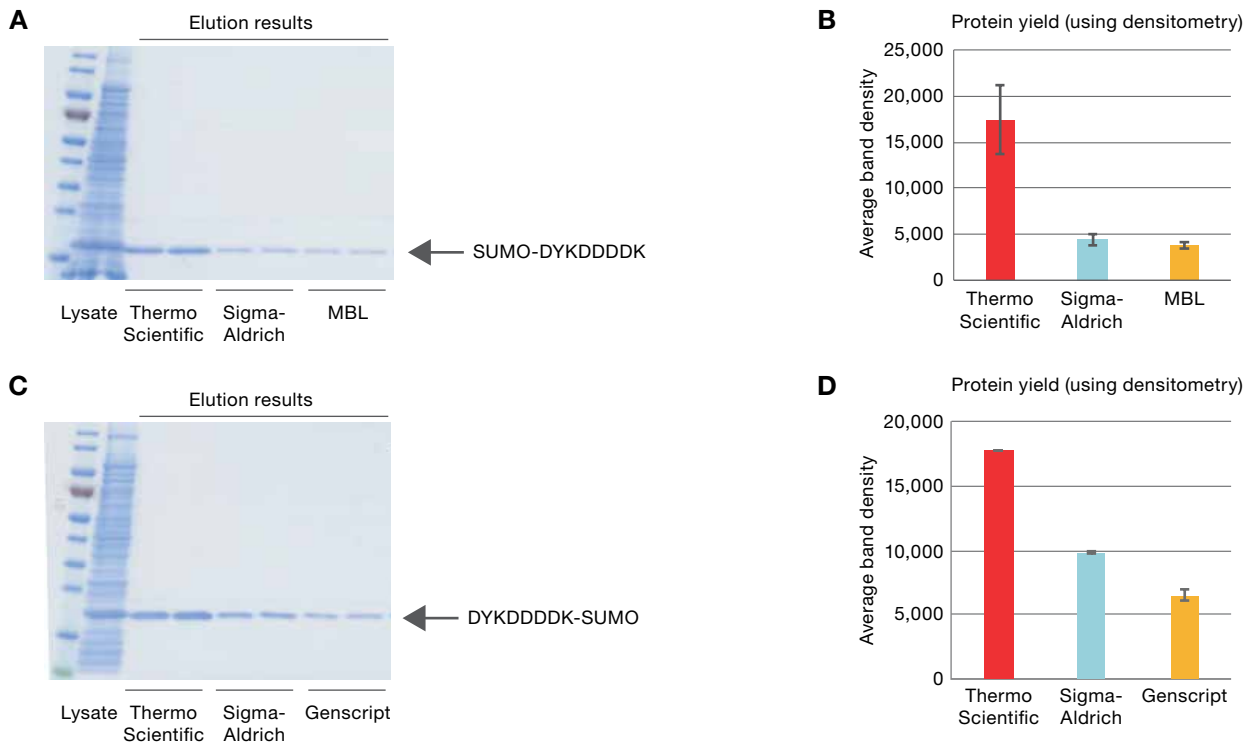 A
Elution results
SUMO-DYKDDDDK
Lysate
Thermo
Scientific
Sigma-
Aldrich
MBL
B
Protein yield (using densitometry)
Average band density
25,000
20,000
15,000
10,000
5,000
0
Thermo
Scientific
Sigma-
Aldrich
MBL
C
Elution results
DYKDDDDK-SUMO
Lysate
Thermo
Scientific
Sigma-
Aldrich
Genscript
D
Protein yield (using densitometry)
Average band density
20,000
15,000
10,000
5,000
0
Thermo
Scientific
Sigma-
Aldrich
Genscript